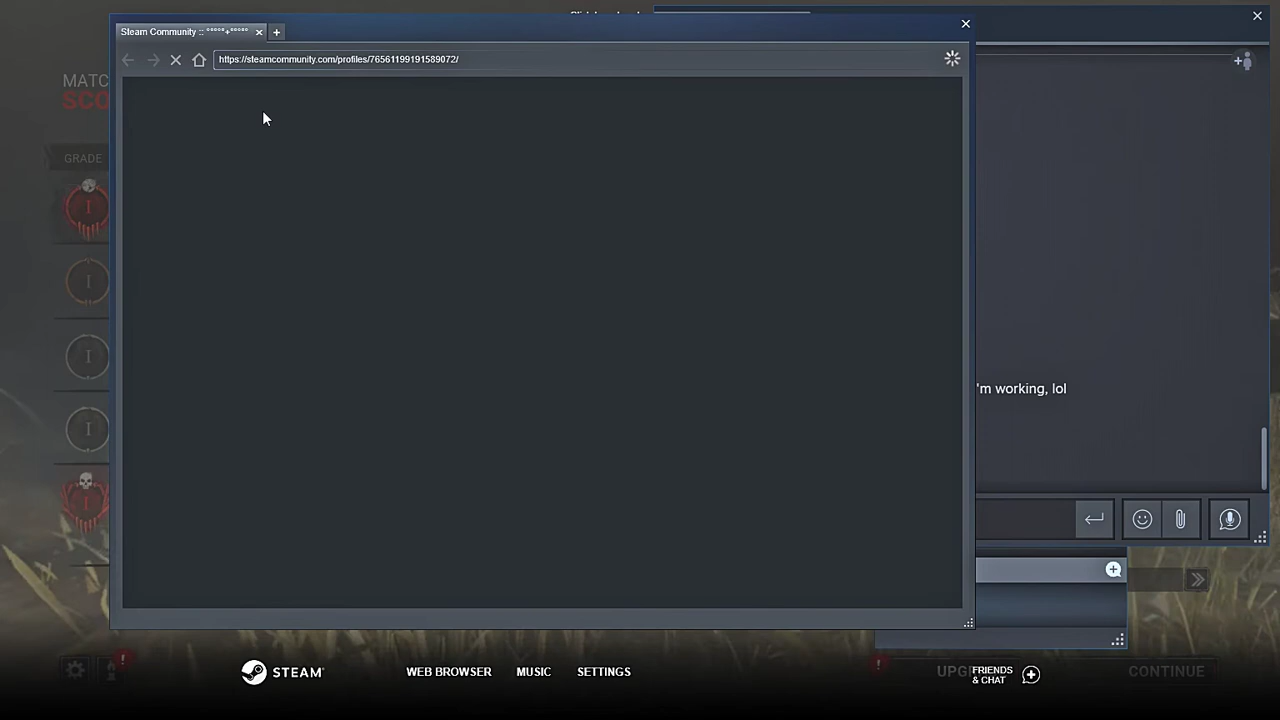 Steam Community :: °°°°°+°°°°°
https://steamcommunity.com/profiles/76561199191589072/
MATC
SCO
GRADE
I
I
I
I
I
'm working, lol
STEAM
WEB BROWSER
MUSIC
SETTINGS
UPG
FRIENDS
& CHAT
CONTINUE